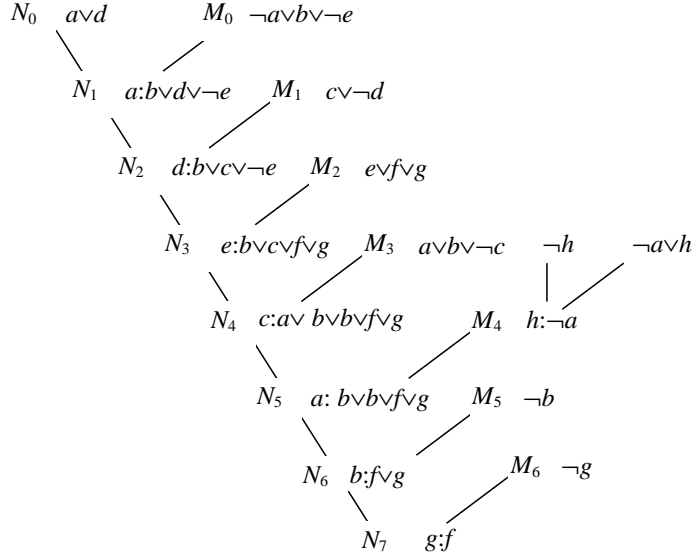 N₀ a∨d M₀ ¬a∨b∨¬e
N₁ a:b∨d∨¬e M₁ c∨¬d
N₂ d:b∨c∨¬e M₂ e∨f∨g
N₃ e:b∨c∨f∨g M₃ a∨b∨¬c ¬h ¬a∨h
N₄ c:a∨ b∨b∨f∨g M₄ h:¬a
N₅ a: b∨b∨f∨g M₅ ¬b
N₆ b:f∨g M₆ ¬g
N₇ g:f